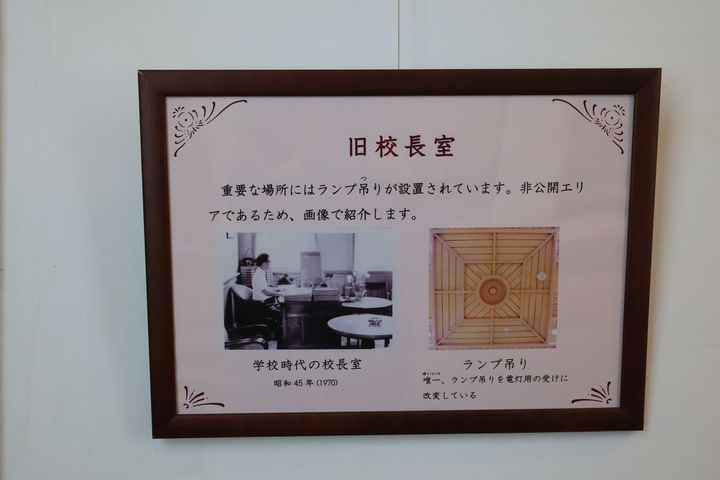 旧校長室
重要な場所にはランプ吊りが設置されています。非公開エリ
アであるため、画像で紹介します。
学校時代の校長室
昭和45年(1970)
ランプ吊り
唯一、ランプ吊りを電灯用の受けに
改変している